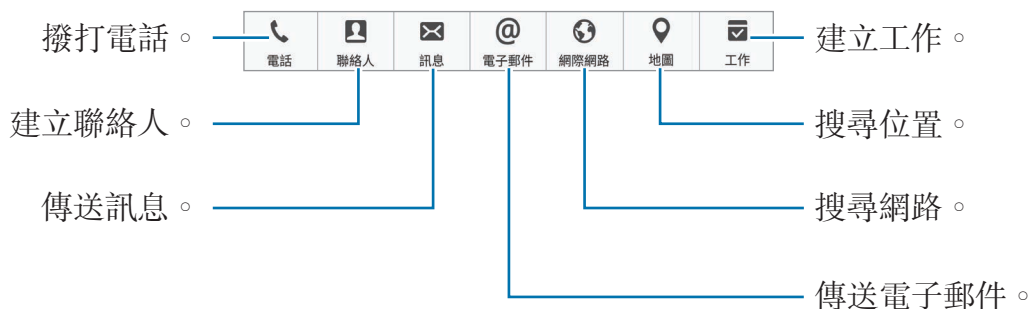 撥打電話。
電話
聯絡人
訊息
電子郵件
網際網路
地圖
工作
建立工作。
建立聯絡人。
搜尋位置。
傳送訊息。
搜尋網路。
傳送電子郵件。